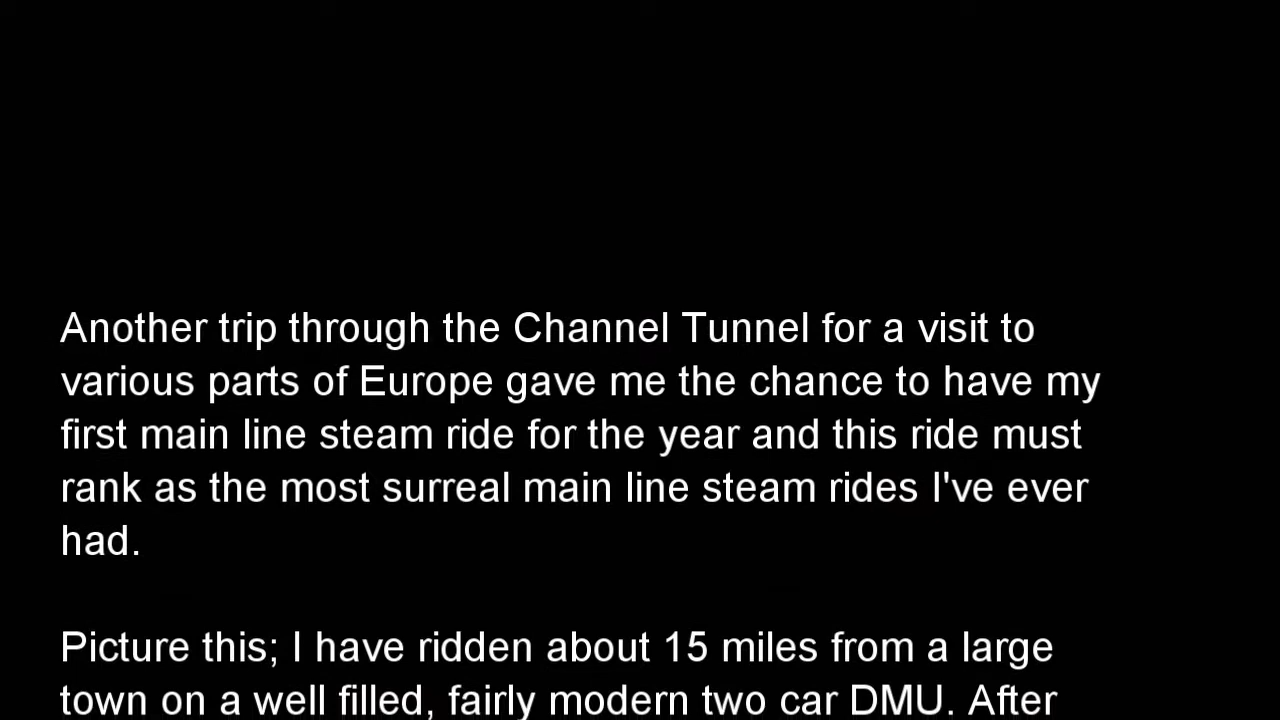 Another trip through the Channel Tunnel for a visit to
various parts of Europe gave me the chance to have my
first main line steam ride for the year and this ride must
rank as the most surreal main line steam rides I've ever
had.
Picture this; I have ridden about 15 miles from a large
town on a well filled, fairly modern two car DMU. After